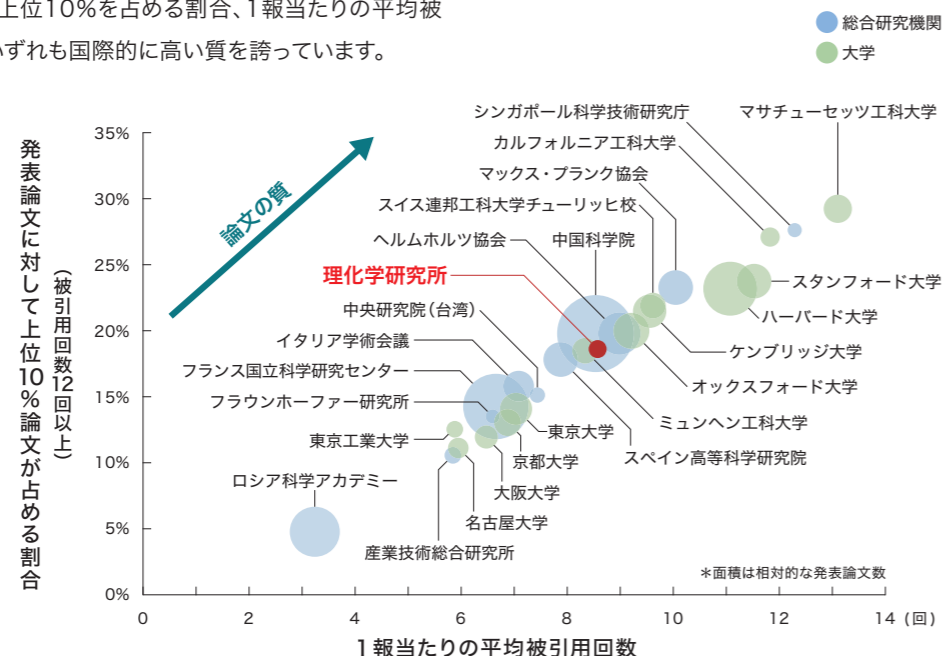 上位10%を占める割合、1報当たりの平均被
いずれも国際的に高い質を誇っています。
総合研究機関
大学
発表論文に対して上位10%論文が占める割合
(被引用回数12回以上)
35%
30%
25%
20%
15%
10%
5%
0%
論文の質
シンガポール科学技術研究庁
マサチューセッツ工科大学
カルフォルニア工科大学
マックス・プランク協会
スイス連邦工科大学チューリッヒ校
ヘルムホルツ協会
中国科学院
理化学研究所
スタンフォード大学
中央研究院(台湾)
ハーバード大学
イタリア学術会議
ケンブリッジ大学
フランス国立科学研究センター
オックスフォード大学
フラウンホーファー研究所
ミュンヘン工科大学
東京工業大学
東京大学
スペイン高等科学研究院
京都大学
ロシア科学アカデミー
大阪大学
名古屋大学
産業技術総合研究所
＊面積は相対的な発表論文数
0 2 4 6 8 10 12 14 (回)
1報当たりの平均被引用回数